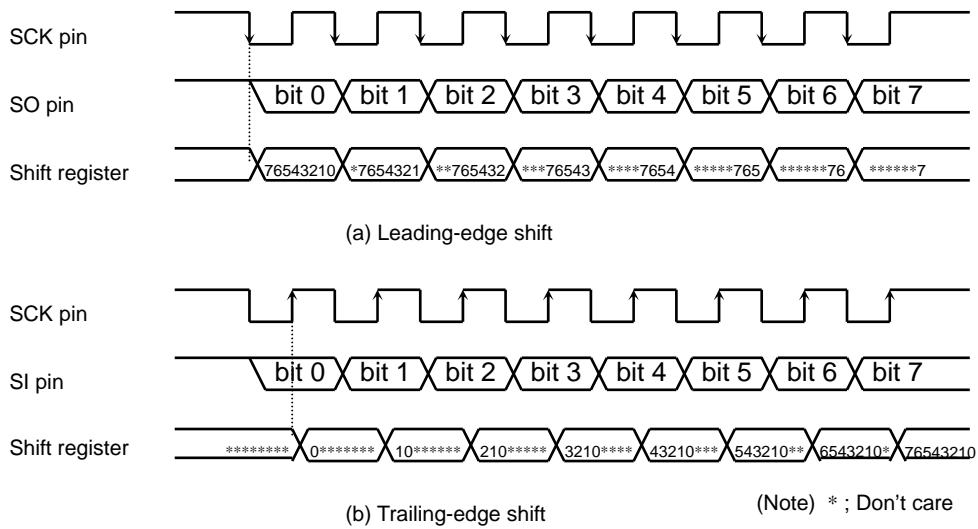 SCK pin
SO pin
bit 0 bit 1 bit 2 bit 3 bit 4 bit 5 bit 6 bit 7
Shift register
76543210 *7654321 **765432 ***76543 ****7654 *****765 ******76 *******7
(a) Leading-edge shift
SCK pin
SI pin
bit 0 bit 1 bit 2 bit 3 bit 4 bit 5 bit 6 bit 7
Shift register
******** 0******* 10****** 210***** 3210**** 43210*** 543210** 6543210* 76543210
(b) Trailing-edge shift
(Note) * ; Don't care